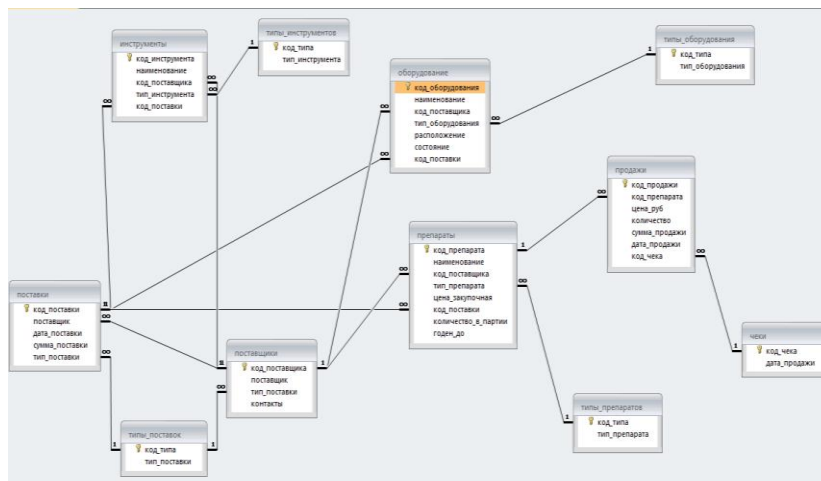 инструменты
код_инструмента
наименование
код_поставщика
тип_инструмента
код_поставки
типы_инструментов
код_типа
тип_инструмента
оборудование
код_оборудования
наименование
код_поставщика
тип_оборудования
расположение
состояние
код_поставки
типы_оборудования
код_типа
тип_оборудования
продажи
код_продажи
код_препарата
цена_руб
количество
сумма_продажи
дата_продажи
код_чека
препараты
код_препарата
наименование
код_поставщика
тип_препарата
цена_закупочная
код_поставки
количество_в_партии
годен_до
поставки
код_поставки
поставщик
дата_поставки
сумма_поставки
тип_поставки
поставщики
код_поставщика
поставщик
тип_поставки
контакты
чеки
код_чека
дата_продажи
типы_поставок
код_типа
тип_поставки
типы_препаратов
код_типа
тип_препарата